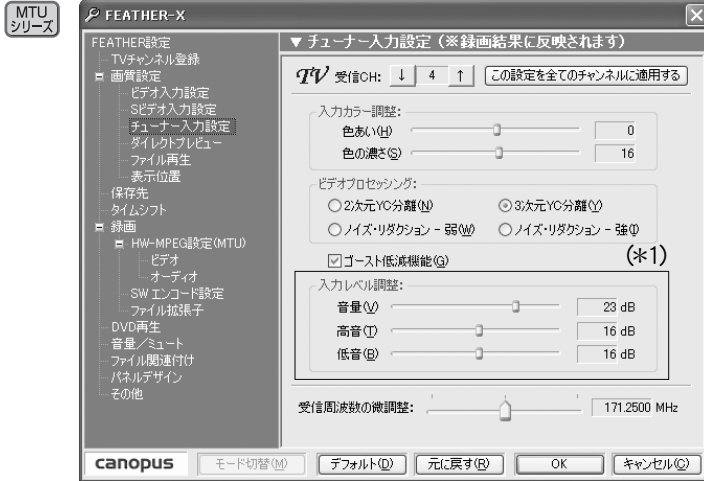 MTU
シリーズ
FEATHER-X
FEATHER設定
TVチャンネル登録
画質設定
ビデオ入力設定
Sビデオ入力設定
チューナー入力設定
ダイレクトプレビュー
ファイル再生
表示位置
保存先
タイムシフト
録画
HW-MPEG設定(MTU)
ビデオ
オーディオ
SW エンコード設定
ファイル拡張子
DVD再生
音量/ミュート
ファイル関連付け
パネルデザイン
その他
▼ チューナー入力設定 (※録画結果に反映されます)
TV 受信CH: ↓ 4 ↑ この設定を全てのチャンネルに適用する
入力カラー調整:
色あい(H) 0
色の濃さ(S) 16
ビデオプロセッシング:
2次元YC分離(N) 3次元YC分離(Y)
ノイズ・リダクション - 弱(W) ノイズ・リダクション - 強(I)
ゴースト低減機能(G)
(*1)
入力レベル調整:
音量(V) 23 dB
高音(T) 16 dB
低音(B) 16 dB
受信周波数の微調整: 171.2500 MHz
canopus モード切替(M) デフォルト(D) 元に戻す(R) OK キャンセル(C)